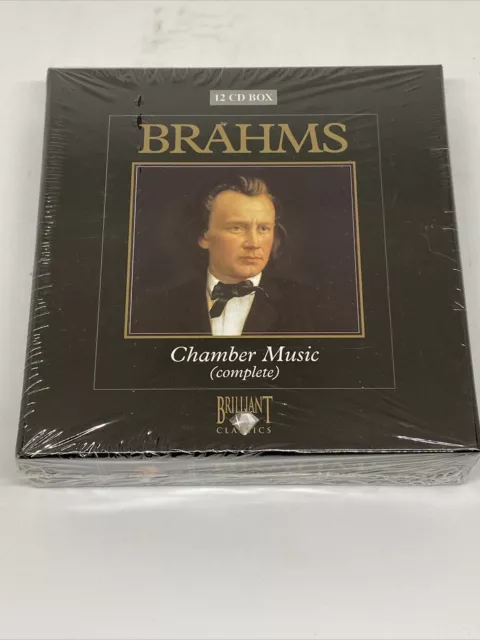 12 CD BOX
BRAHMS
Chamber Music
(complete)
BRILLIANT
CLASSICS